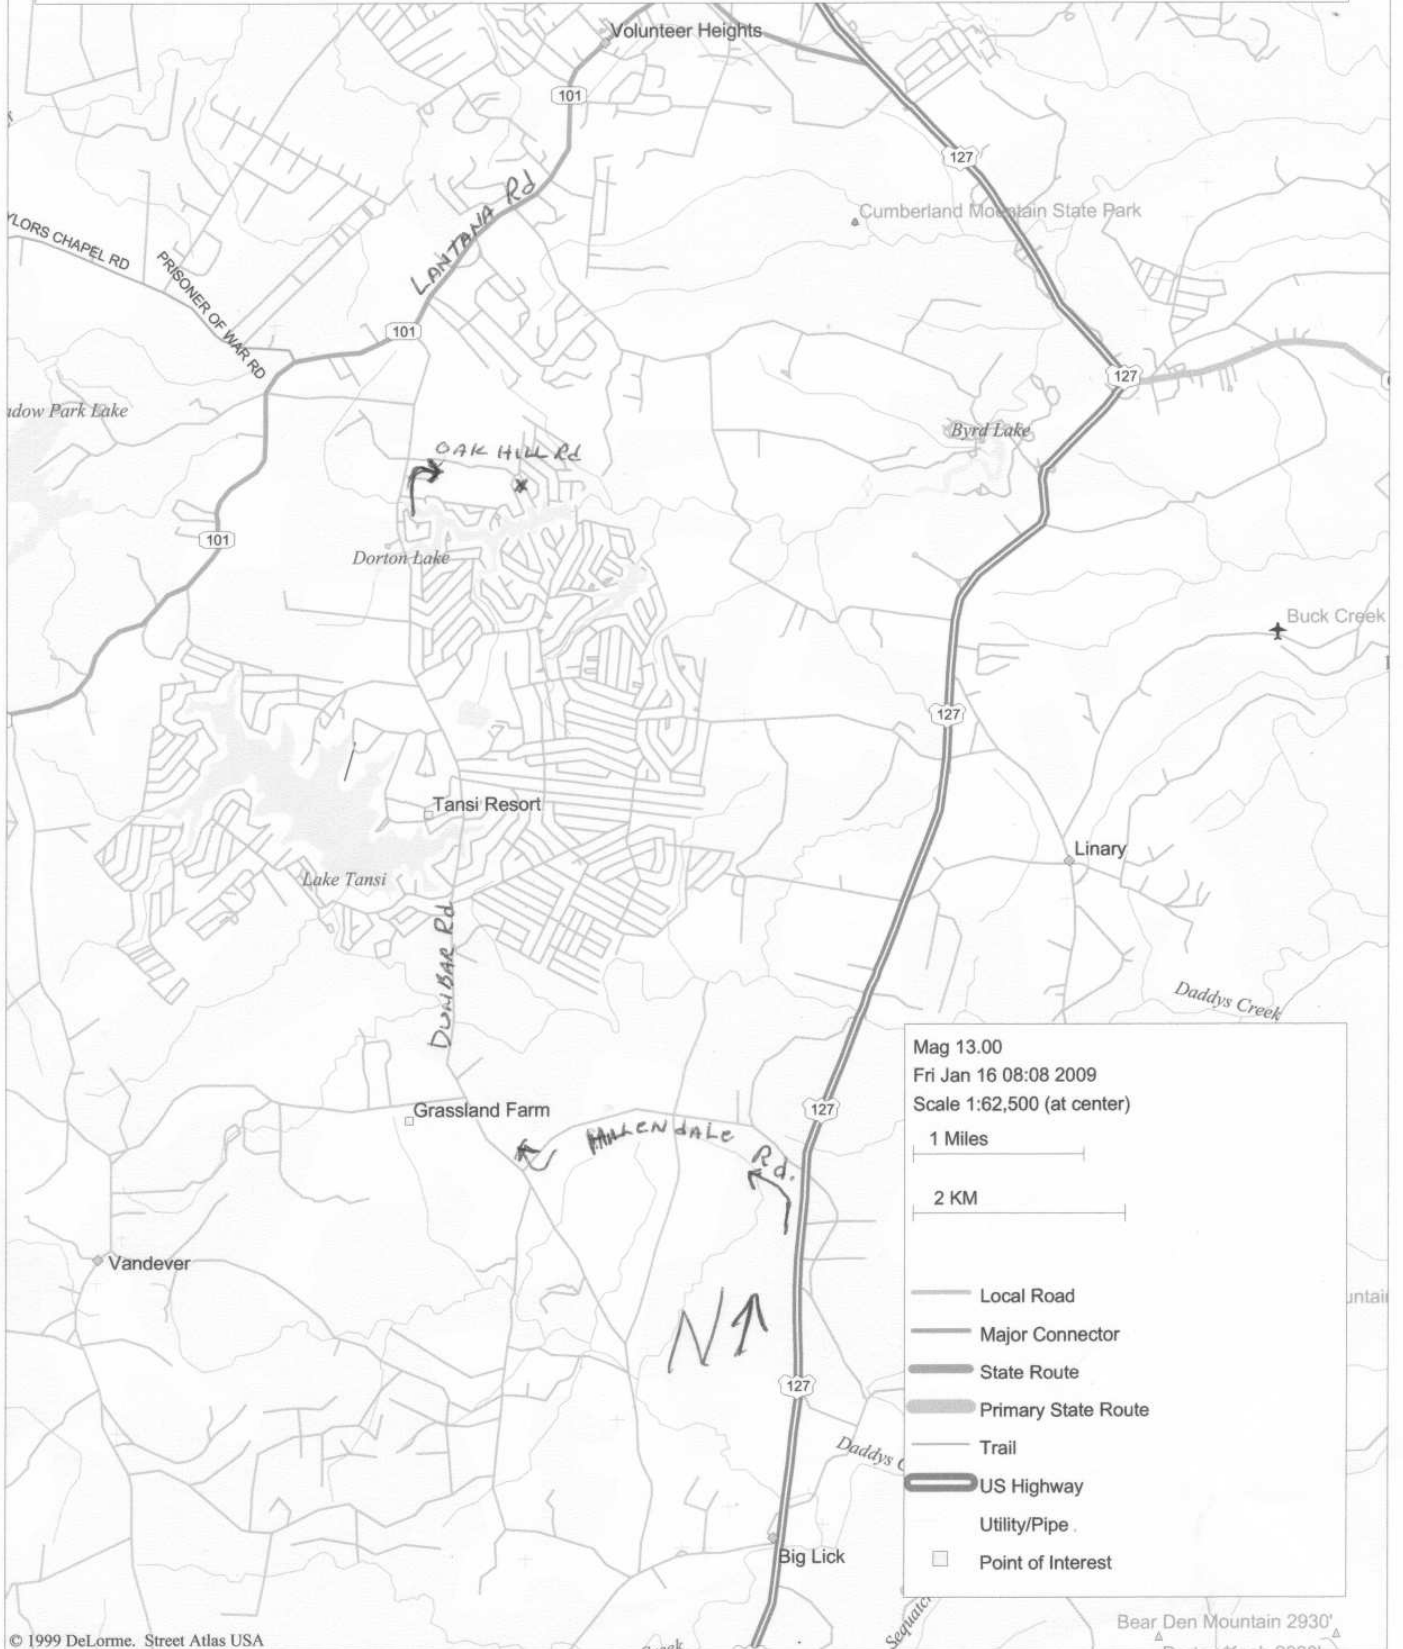 Volunteer Heights
101
127
LANTANA Rd
Cumberland Mountain State Park
YLORS CHAPEL RD
PRISONER OF WAR RD
101
127
adow Park Lake
Byrd Lake
OAK HILL Rd
101
Dorton Lake
Buck Creek
127
Tansi Resort
Linary
Lake Tansi
DUNBAR Rd
Daddys Creek
Mag 13.00
Fri Jan 16 08:08 2009
Scale 1:62,500 (at center)
1 Miles
2 KM
Grassland Farm
127
Rd.
Vandever
N
Local Road
Major Connector
State Route
Primary State Route
Trail
US Highway
Utility/Pipe
Point of Interest
untain
127
Daddys C
Big Lick
Sequatch
Bear Den Mountain 2930'
© 1999 DeLorme. Street Atlas USA
Creek